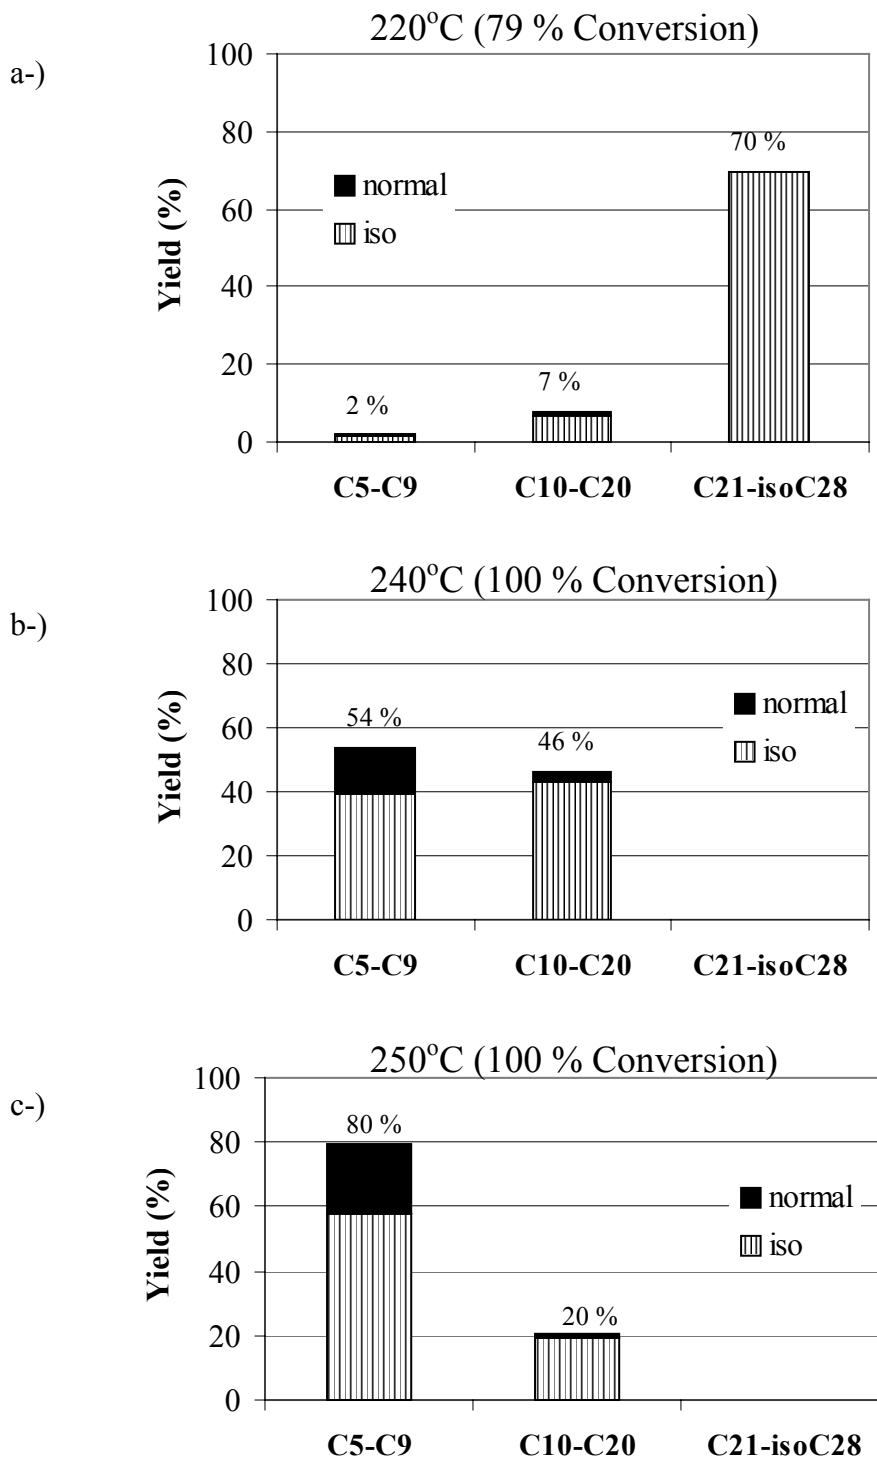 220°C (79 % Conversion)
a-)
100
80
60
40
20
0
Yield (%)
normal
iso
2 %
7 %
70 %
C5-C9
C10-C20
C21-isoC28
240°C (100 % Conversion)
b-)
100
80
60
40
20
0
Yield (%)
54 %
46 %
normal
iso
C5-C9
C10-C20
C21-isoC28
250°C (100 % Conversion)
c-)
100
80
60
40
20
0
Yield (%)
80 %
20 %
normal
iso
C5-C9
C10-C20
C21-isoC28